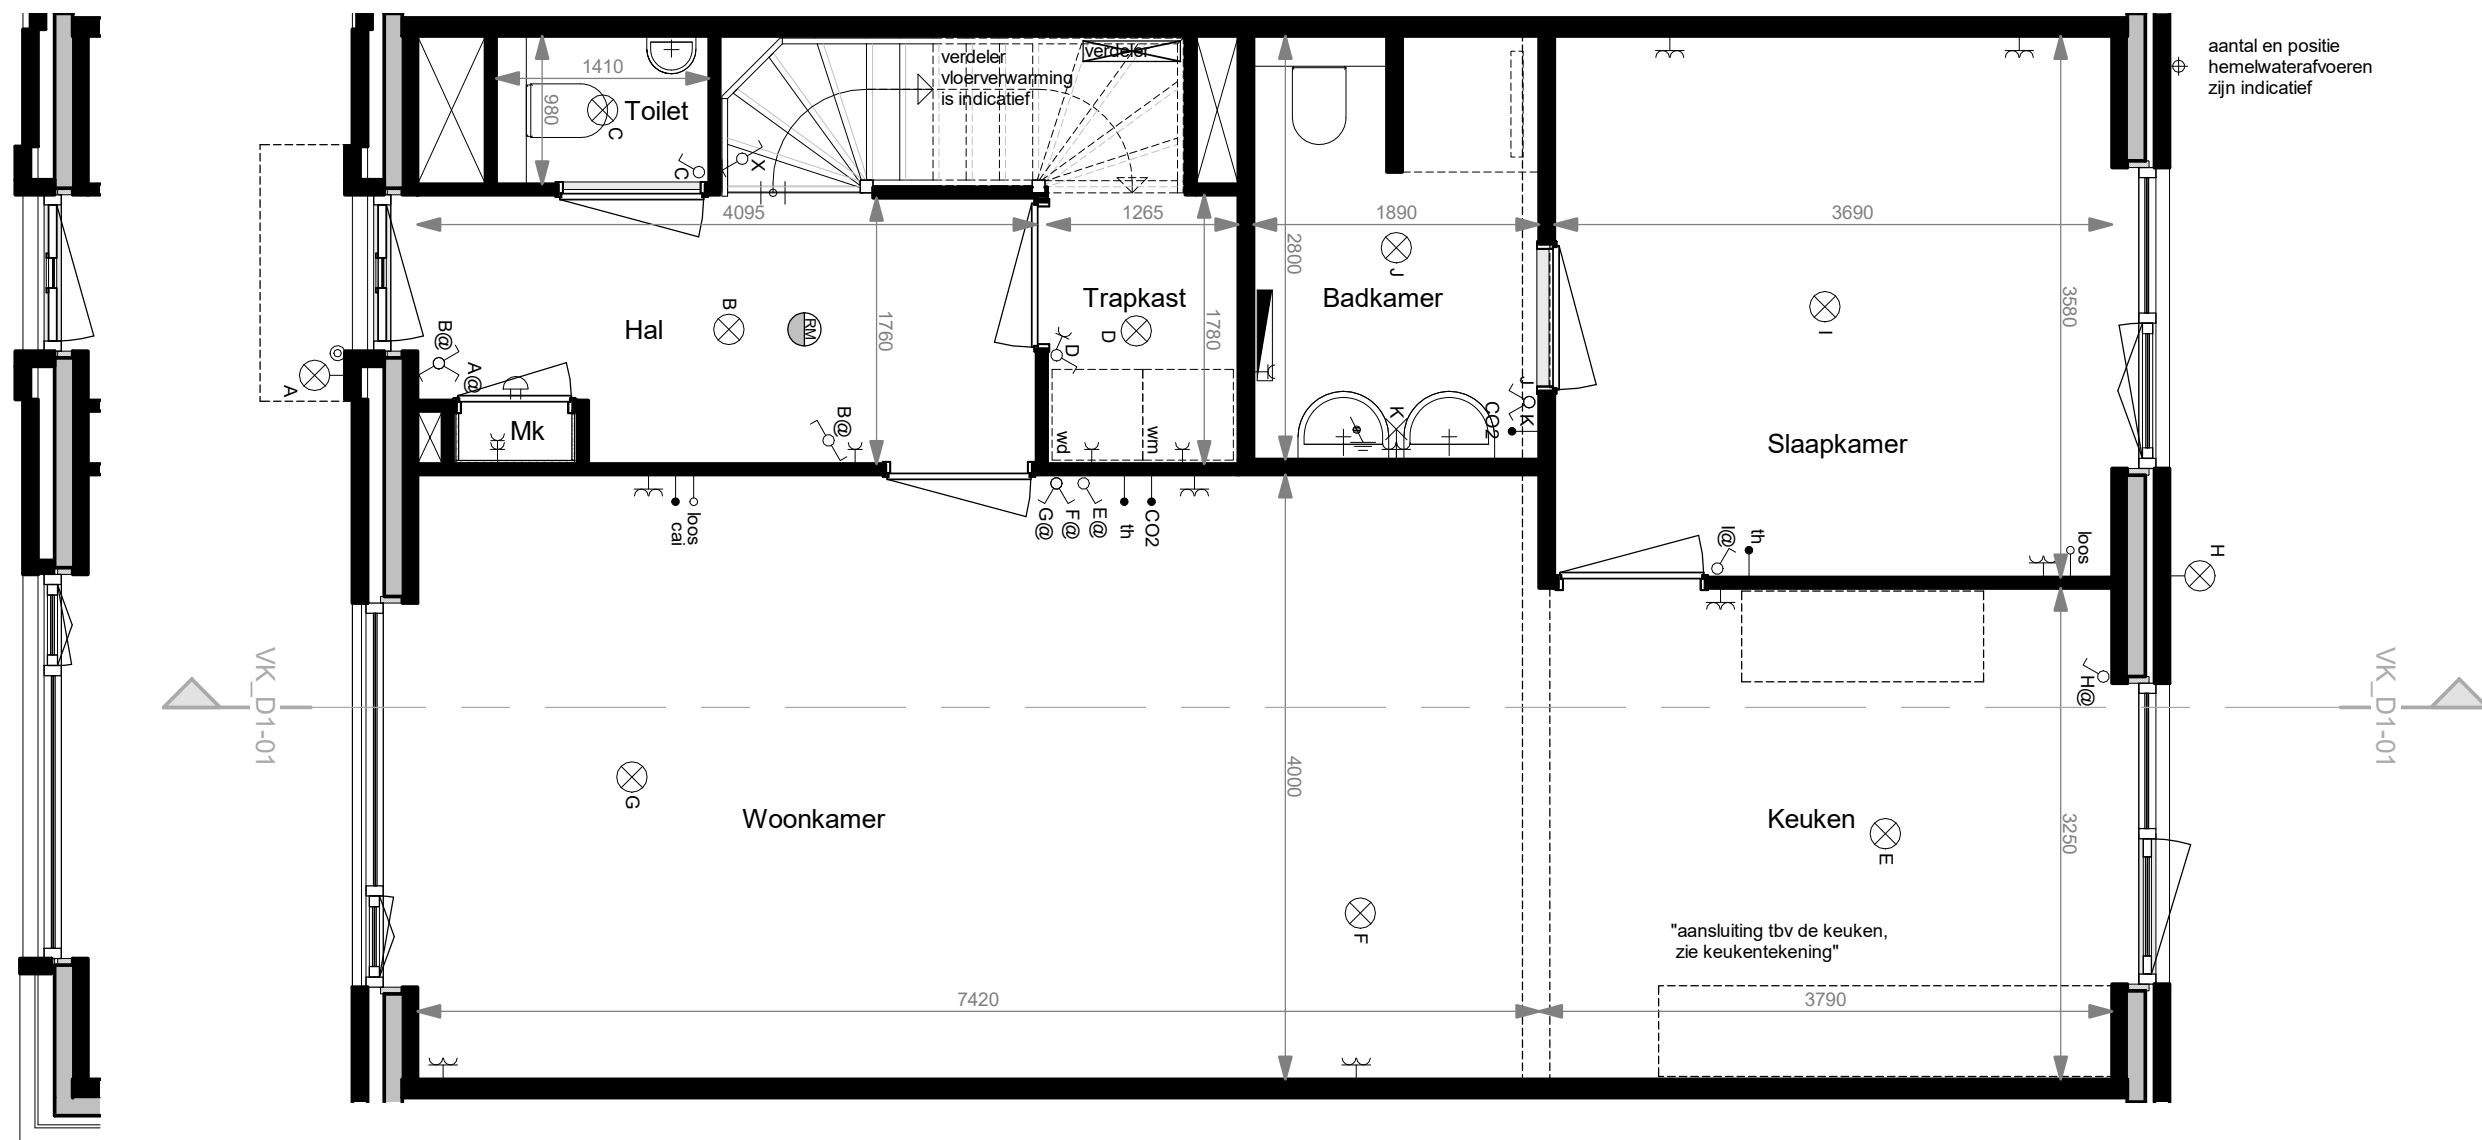 verdeler
vloerverwarming
is indicatief
verdeler
aantal en positie
hemelwaterafvoeren
zijn indicatief
1410
980
Toilet
C
C
X
4095
1265
1890
3690
2800
J
Trapkast
Badkamer
3580
I
Hal
B
RM
1760
D
D
1780
B@
A@
A
Mk
B@
wd
wm
K
CO2
J
K
Slaapkamer
cai
loos
G@
F@
E@
th
CO2
I@
th
loos
H
VK_D1-01
H@
VK_D1-01
G
Woonkamer
4000
Keuken
E
3250
F
"aansluiting tbv de keuken,
zie keukentekening"
7420
3790